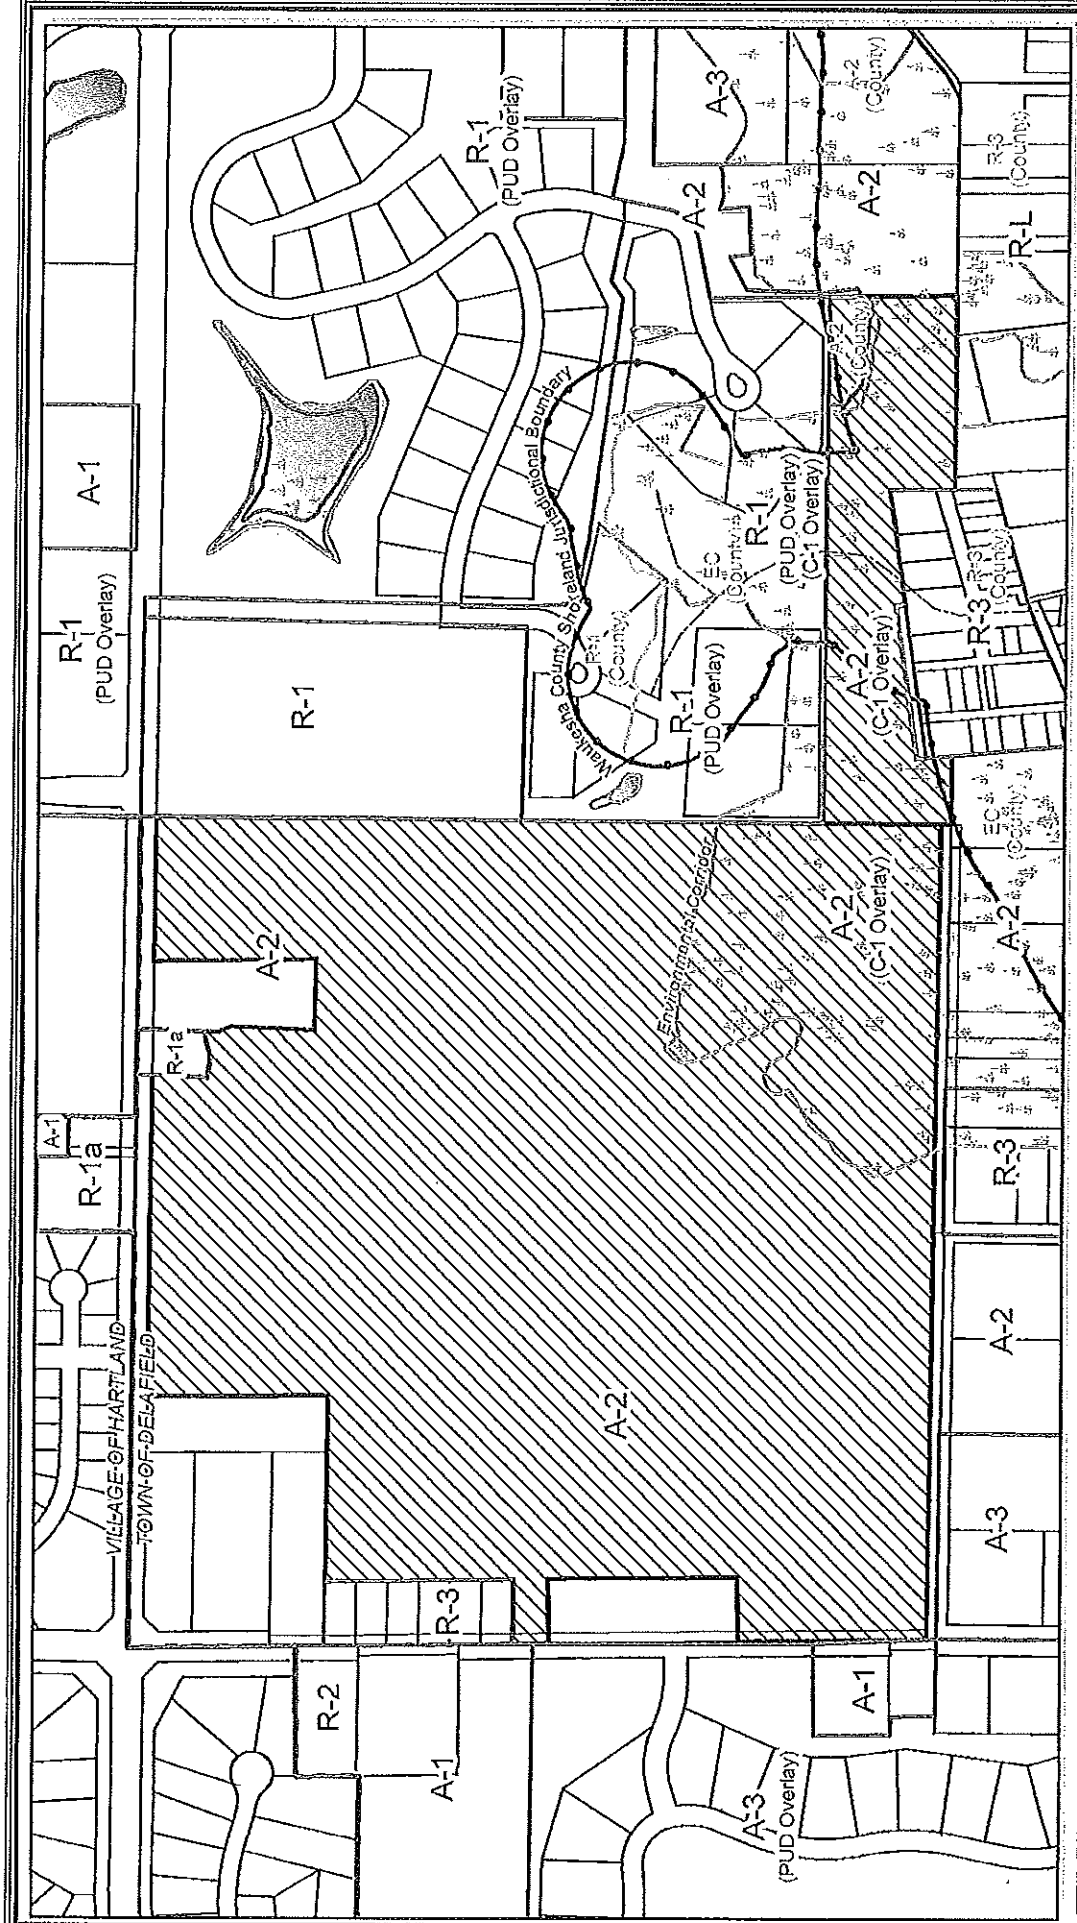 A-1
R-1a
R-1
(PUD Overlay)
A-1
VILLAGE OF HARTLAND
TOWN OF DELAFIELD
R-1a
A-2
R-1
R-2
A-1
R-3
R-1
(PUD Overlay)
Waukesha County Shoreland Jurisdictional Boundary
R-1
(County)
A-2
R-1
(PUD Overlay)
Environmental Corridor
A-2
A-3
EC
(County)
A-3
(PUD Overlay)
R-1
(PUD Overlay)
(C-1 Overlay)
A-2
(County)
A-2
(County)
A-1
A-2
(C-1 Overlay)
A-2
(C-1 Overlay)
A-2
R-3
R-3
(County)
EC
(County)
R-3
(County)
A-3
A-2
R-3
A-2
R-L